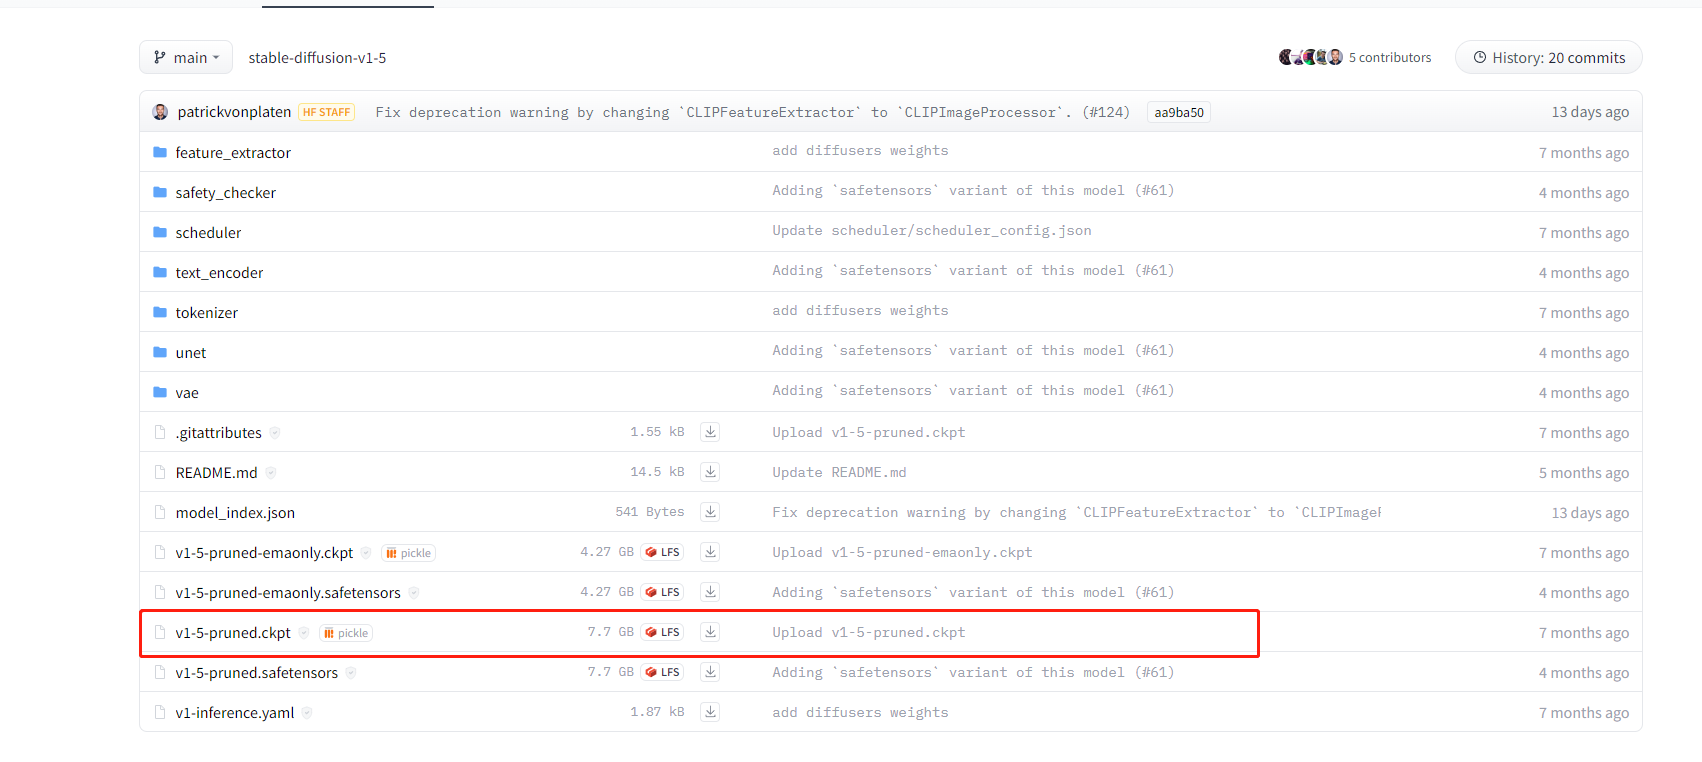 main stable-diffusion-v1-5 5 contributors History: 20 commits
patrickvonplaten HF STAFF Fix deprecation warning by changing `CLIPFeatureExtractor` to `CLIPImageProcessor`. (#124) aa9ba50 13 days ago
feature_extractor add diffusers weights 7 months ago
safety_checker Adding `safetensors` variant of this model (#61) 4 months ago
scheduler Update scheduler/scheduler_config.json 7 months ago
text_encoder Adding `safetensors` variant of this model (#61) 4 months ago
tokenizer add diffusers weights 7 months ago
unet Adding `safetensors` variant of this model (#61) 4 months ago
vae Adding `safetensors` variant of this model (#61) 4 months ago
.gitattributes 1.55 kB Upload v1-5-pruned.ckpt 7 months ago
README.md 14.5 kB Update README.md 5 months ago
model_index.json 541 Bytes Fix deprecation warning by changing `CLIPFeatureExtractor` to `CLIPImageF 13 days ago
v1-5-pruned-emaonly.ckpt pickle 4.27 GB LFS Upload v1-5-pruned-emaonly.ckpt 7 months ago
v1-5-pruned-emaonly.safetensors 4.27 GB LFS Adding `safetensors` variant of this model (#61) 4 months ago
v1-5-pruned.ckpt pickle 7.7 GB LFS Upload v1-5-pruned.ckpt 7 months ago
v1-5-pruned.safetensors 7.7 GB LFS Adding `safetensors` variant of this model (#61) 4 months ago
v1-inference.yaml 1.87 kB add diffusers weights 7 months ago